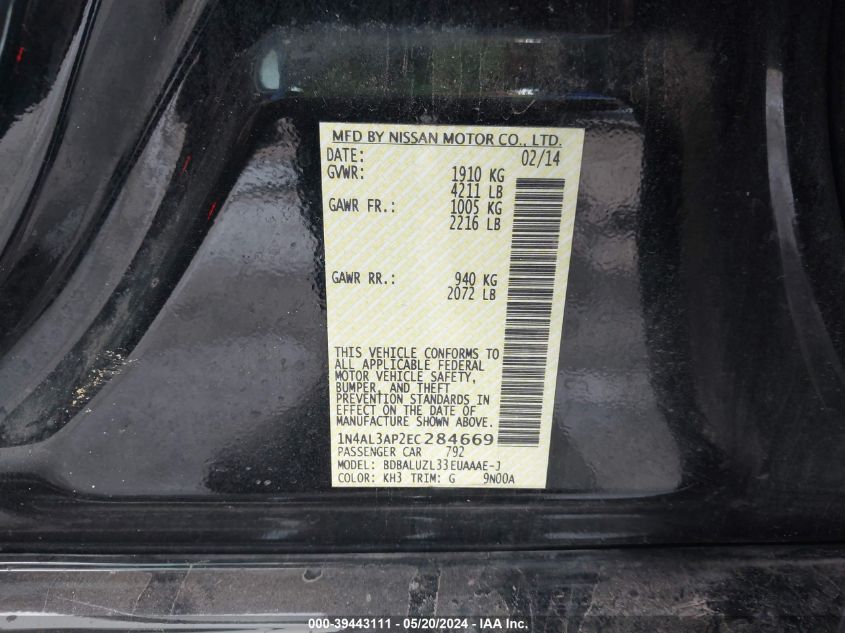 MFD BY NISSAN MOTOR CO., LTD.
DATE: 02/14
GVWR: 1910 KG
4211 LB
GAWR FR.: 1005 KG
2216 LB
GAWR RR.: 940 KG
2072 LB
THIS VEHICLE CONFORMS TO
ALL APPLICABLE FEDERAL
MOTOR VEHICLE SAFETY,
BUMPER, AND THEFT
PREVENTION STANDARDS IN
EFFECT ON THE DATE OF
MANUFACTURE SHOWN ABOVE.
1N4AL3AP2EC284669
PASSENGER CAR 792
MODEL: BDBALUZL33EUAAAE-J
COLOR: KH3 TRIM: G 9N00A
000-39443111 — 05/20/2024 — IAAI.com